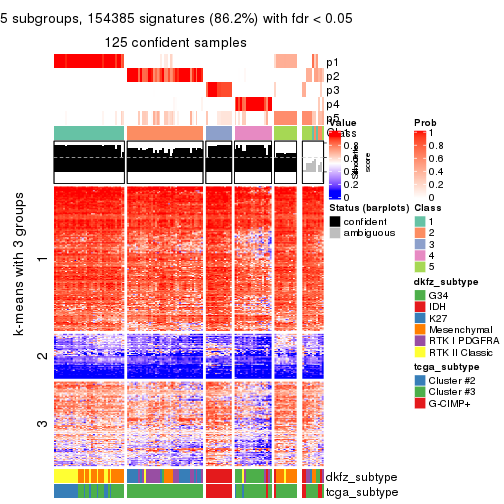 5 subgroups, 154385 signatures (86.2%) with fdr < 0.05
125 confident samples
p1
p2
p3
p4
p5
Class
k-means with 3 groups
1
2
3
Value
1
0.8
0.6
0.4
0.2
0
Silhouette
score
Prob
1
0.8
0.6
0.4
0.2
0
Status (barplots)
confident
ambiguous
Class
1
2
3
4
5
dkfz_subtype
G34
IDH
K27
Mesenchymal
RTK I PDGFRA
RTK II Classic
tcga_subtype
Cluster #2
Cluster #3
G-CIMP+
dkfz_subtype
tcga_subtype